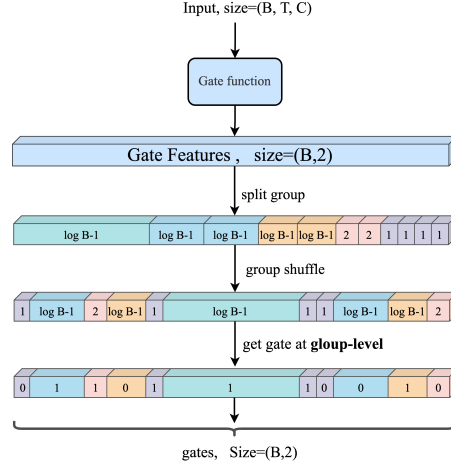 Input, size=(B, T, C)
Gate function
Gate Features , size=(B,2)
split group
log B-1 log B-1 log B-1 log B-1 log B-1 2 2 1 1 1 1
group shuffle
1 log B-1 2 log B-1 1 log B-1 1 1 log B-1 log B-1 2
get gate at gloup-level
0 1 1 0 1 1 1 0 0 1 0
gates, Size=(B,2)